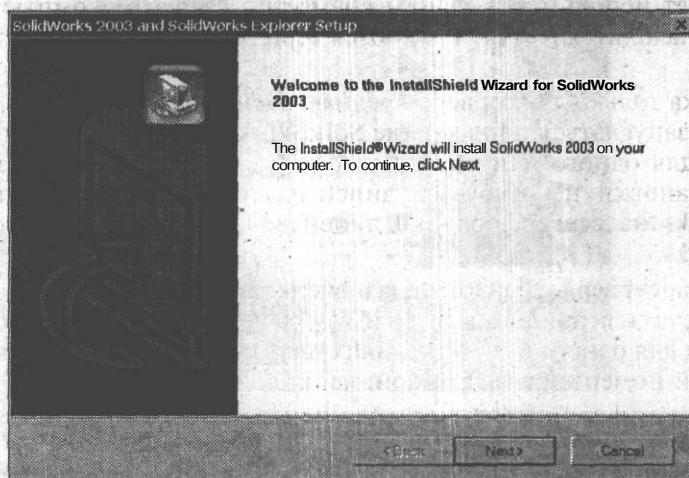 SolidWorks 2003 and SolidWorks Explorer Setup
Welcome to the InstallShield Wizard for SolidWorks
2003
The InstallShield® Wizard will install SolidWorks 2003 on your
computer. To continue, click Next.
< Back Next > Cancel